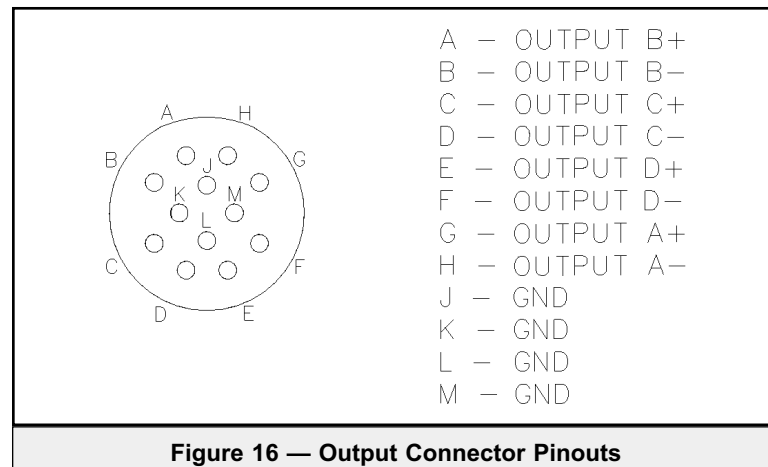 A — OUTPUT B+
B — OUTPUT B−
C — OUTPUT C+
D — OUTPUT C−
E — OUTPUT D+
F — OUTPUT D−
G — OUTPUT A+
H — OUTPUT A−
J — GND
K — GND
L — GND
M — GND
A H
B G
J
K M
L
C F
D E
Figure 16 — Output Connector Pinouts